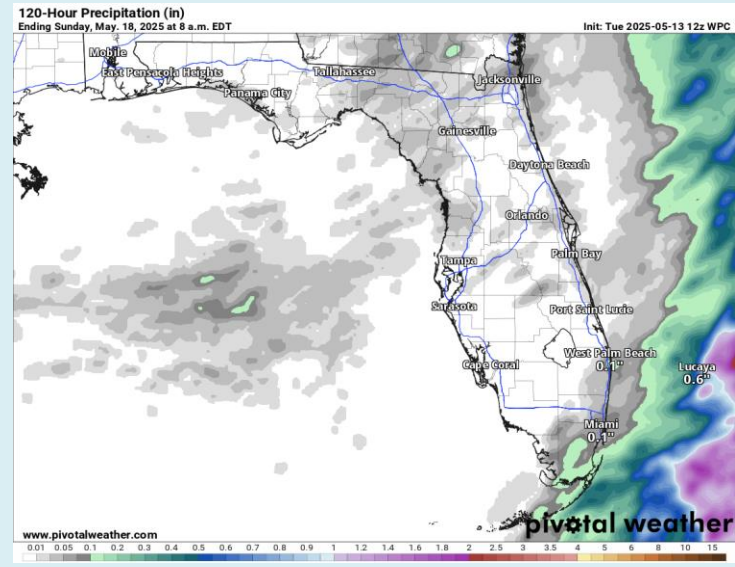 120-Hour Precipitation (in)
Ending Sunday, May. 18, 2025 at 8 a.m. EDT
Init: Tue 2025-05-13 12z WPC
Mobile
East Pensacola Heights
Tallahassee
Jacksonville
Panama City
Gainesville
Daytona Beach
Orlando
Palm Bay
Tampa
Sarasota
Port Saint Lucie
West Palm Beach
0.1"
Cape Coral
Lucaya
0.6"
Miami
0.1"
www.pivotalweather.com
pivotal weather
0.01 0.05 0.1 0.2 0.3 0.4 0.5 0.6 0.7 0.8 0.9 1 1.2 1.4 1.6 1.8 2 2.5 3 3.5 4 5 6 8 10 15